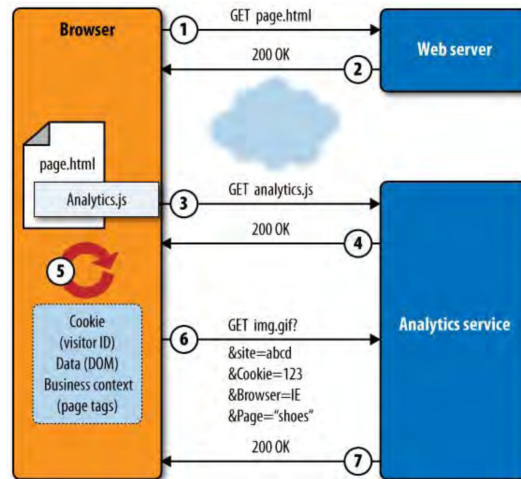 Browser
1
GET page.html
Web server
200 OK
2
page.html
Analytics.js
3
GET analytics.js
200 OK
4
5
Analytics service
Cookie
(visitor ID)
Data (DOM)
Business context
(page tags)
6
GET img.gif?
&site=abcd
&Cookie=123
&Browser=IE
&Page="shoes"
200 OK
7